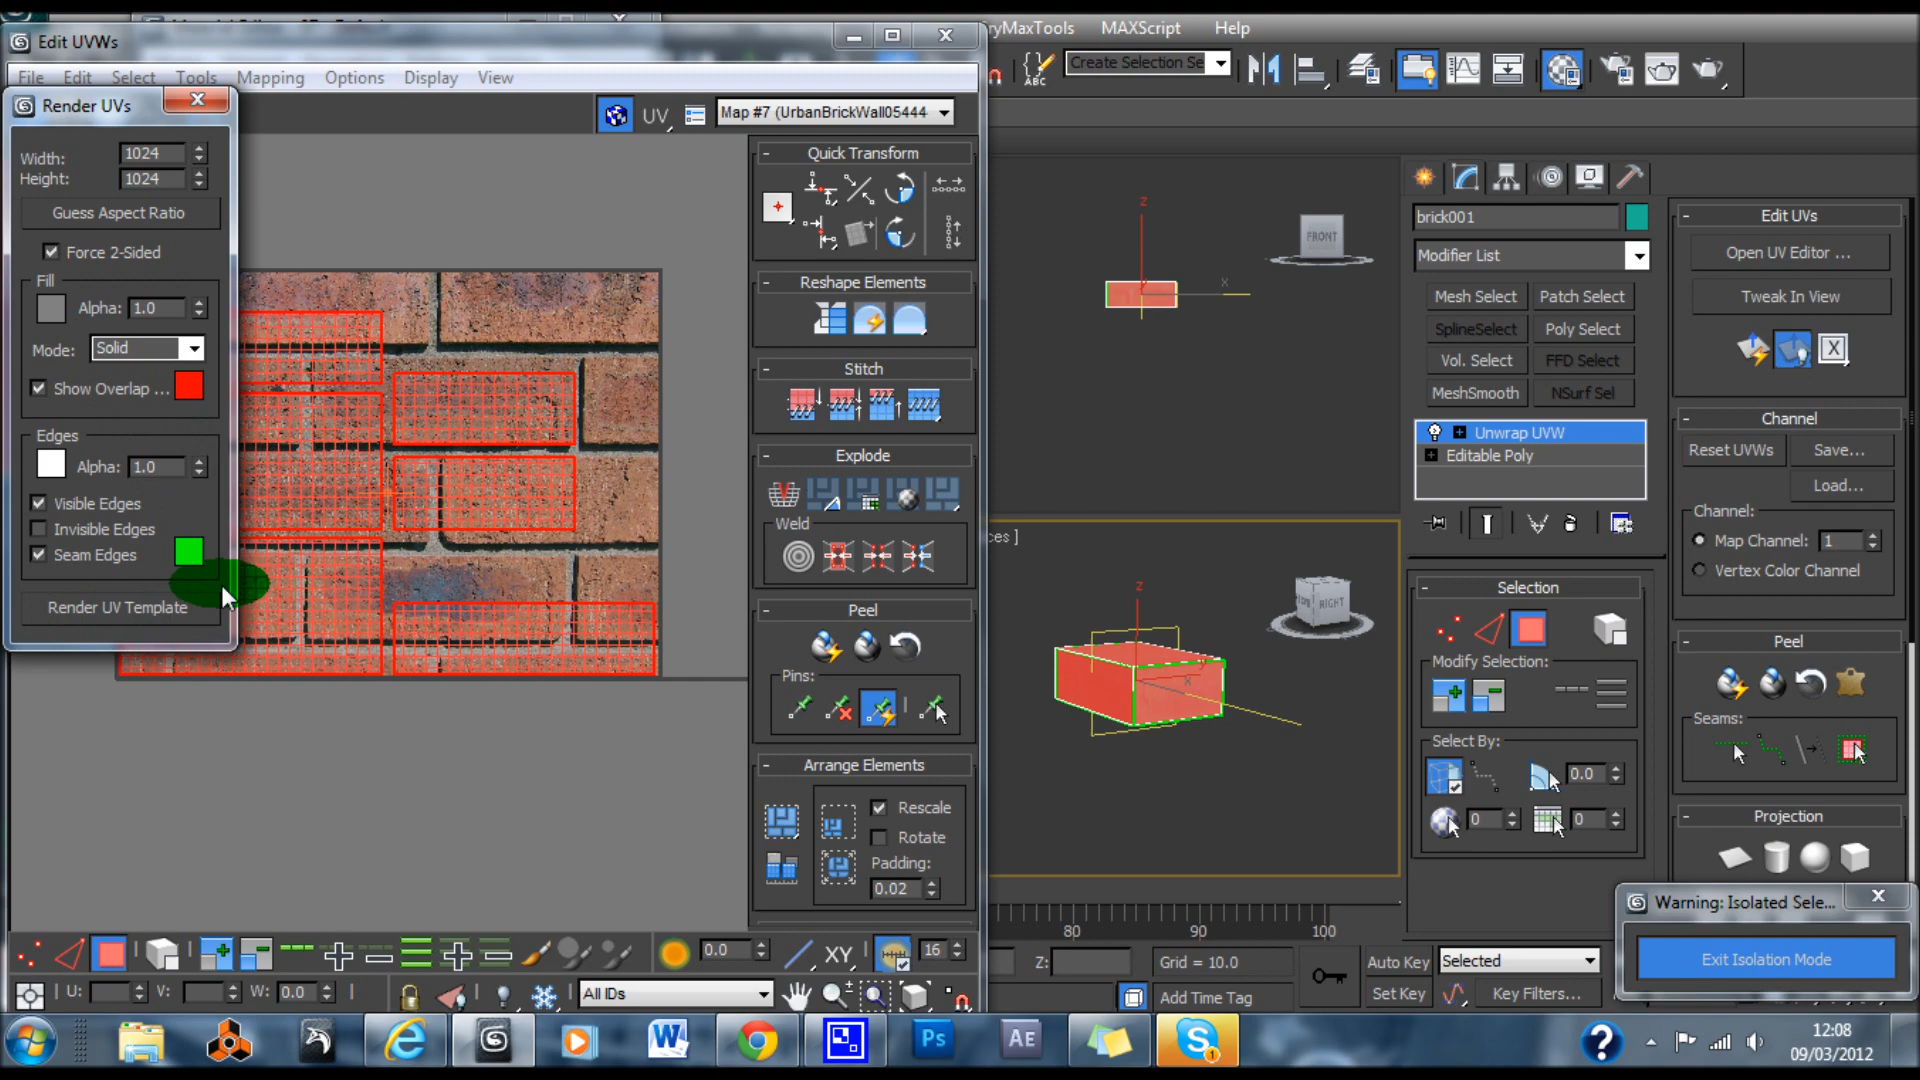 Edit UVWs
File Edit Select Tools Mapping Options Display View
Render UVs
Width: 1024
Height: 1024
Guess Aspect Ratio
Force 2-Sided
Fill
Alpha: 1.0
Mode: Solid
Show Overlap ...
Edges
Alpha: 1.0
Visible Edges
Invisible Edges
Seam Edges
Render UV Template
UV
Map #7 (UrbanBrickWall05444
Quick Transform
Reshape Elements
Stitch
Explode
Weld
Peel
Pins:
Arrange Elements
Rescale
Rotate
Padding:
0.02
0.0
XY
16
U: V: W: 0.0
All IDs
ryMaxTools MAXScript Help
ABC
Create Selection Se
z
FRONT
x
ces ]
z
RIGHT
x
80 90 100
Z:
Grid = 10.0
Add Time Tag
Auto Key
Selected
Set Key
Key Filters...
brick001
Modifier List
Mesh Select Patch Select
SplineSelect Poly Select
Vol. Select FFD Select
MeshSmooth NSurf Sel
Unwrap UVW
Editable Poly
Selection
Modify Selection:
Select By:
0.0
0 0
Edit UVs
Open UV Editor ...
Tweak In View
X
Channel
Reset UVWs Save...
Load...
Channel:
Map Channel: 1
Vertex Color Channel
Peel
Seams:
Projection
Warning: Isolated Sele...
Exit Isolation Mode
W
Ps
AE
S
1
?
12:08
09/03/2012